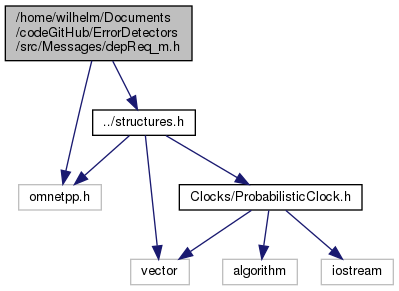 /home/wilhelm/Documents
/codeGitHub/ErrorDetectors
/src/Messages/depReq_m.h
../structures.h
omnetpp.h
Clocks/ProbabilisticClock.h
vector
algorithm
iostream